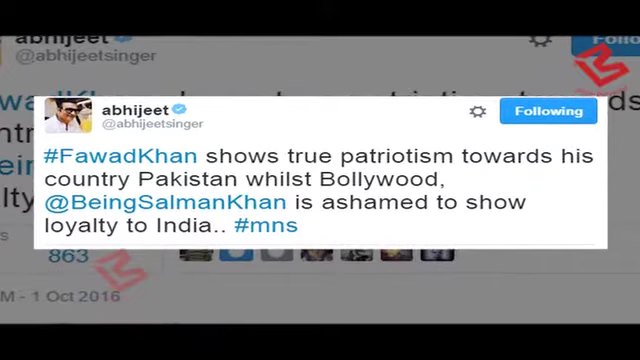 abhijeet
@abhijeetsinger
abhijeet
@abhijeetsinger
Following
#FawadKhan shows true patriotism towards his
country Pakistan whilst Bollywood,
@BeingSalmanKhan is ashamed to show
loyalty to India.. #mns
863
M - 1 Oct 2016